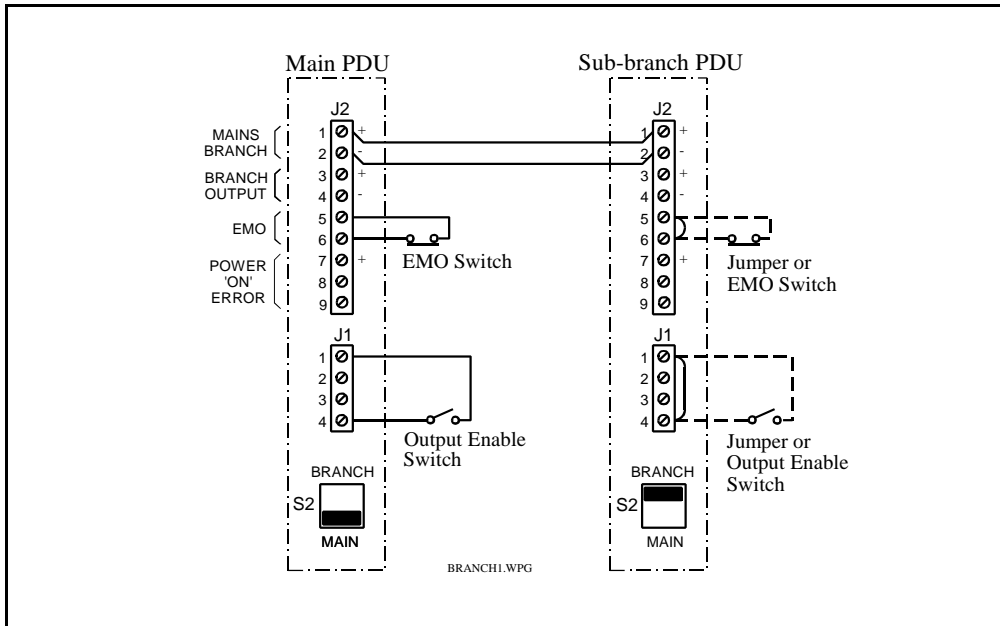 Main PDU
Sub-branch PDU
J2
J2
MAINS
BRANCH
BRANCH
OUTPUT
EMO
POWER
'ON'
ERROR
1 +
2 -
3 +
4 -
5
6
7 +
8
9
1 +
2 -
3 +
4 -
5
6
7 +
8
9
EMO Switch
Jumper or
EMO Switch
J1
J1
1
2
3
4
1
2
3
4
Output Enable
Switch
Jumper or
Output Enable
Switch
BRANCH
S2
MAIN
BRANCH
S2
MAIN
BRANCH1.WPG